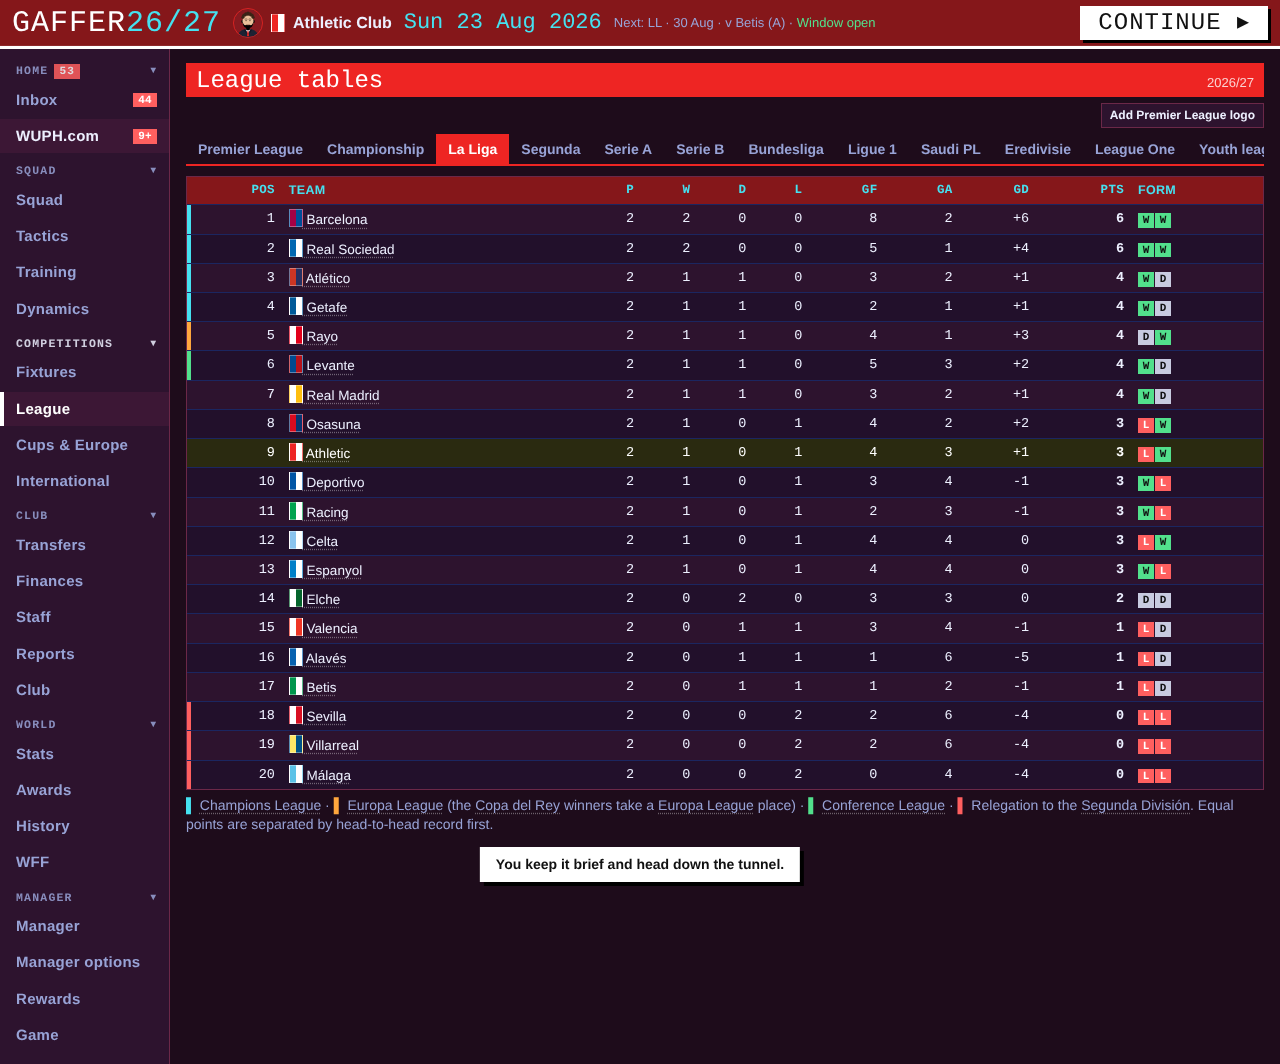 GAFFER26/27 Athletic Club Sun 23 Aug 2026 Next: LL · 30 Aug · v Betis (A) · Window open CONTINUE ►
HOME 53 ▼
Inbox 44
WUPH.com 9+
SQUAD ▼
Squad
Tactics
Training
Dynamics
COMPETITIONS ▼
Fixtures
League
Cups & Europe
International
CLUB ▼
Transfers
Finances
Staff
Reports
Club
WORLD ▼
Stats
Awards
History
WFF
MANAGER ▼
Manager
Manager options
Rewards
Game
League tables 2026/27
Add Premier League logo
Premier League Championship La Liga Segunda Serie A Serie B Bundesliga Ligue 1 Saudi PL Eredivisie League One Youth leag
POS TEAM P W D L GF GA GD PTS FORM
1 Barcelona 2 2 0 0 8 2 +6 6 W W
2 Real Sociedad 2 2 0 0 5 1 +4 6 W W
3 Atlético 2 1 1 0 3 2 +1 4 W D
4 Getafe 2 1 1 0 2 1 +1 4 W D
5 Rayo 2 1 1 0 4 1 +3 4 D W
6 Levante 2 1 1 0 5 3 +2 4 W D
7 Real Madrid 2 1 1 0 3 2 +1 4 W D
8 Osasuna 2 1 0 1 4 2 +2 3 L W
9 Athletic 2 1 0 1 4 3 +1 3 L W
10 Deportivo 2 1 0 1 3 4 -1 3 W L
11 Racing 2 1 0 1 2 3 -1 3 W L
12 Celta 2 1 0 1 4 4 0 3 L W
13 Espanyol 2 1 0 1 4 4 0 3 W L
14 Elche 2 0 2 0 3 3 0 2 D D
15 Valencia 2 0 1 1 3 4 -1 1 L D
16 Alavés 2 0 1 1 1 6 -5 1 L D
17 Betis 2 0 1 1 1 2 -1 1 L D
18 Sevilla 2 0 0 2 2 6 -4 0 L L
19 Villarreal 2 0 0 2 2 6 -4 0 L L
20 Málaga 2 0 0 2 0 4 -4 0 L L
Champions League · Europa League (the Copa del Rey winners take a Europa League place) · Conference League · Relegation to the Segunda División. Equal
points are separated by head-to-head record first.
You keep it brief and head down the tunnel.